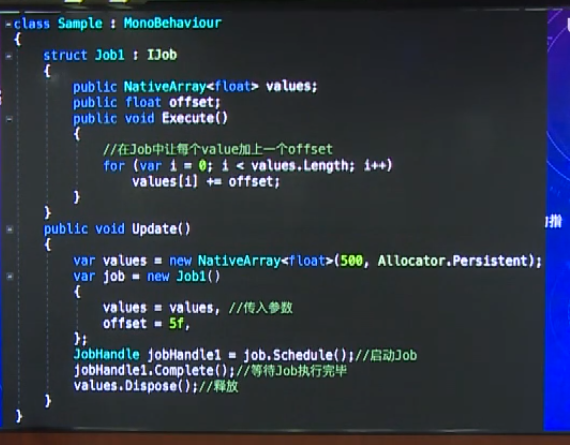 class Sample : MonoBehaviour
{
    struct Job1 : IJob
    {
        public NativeArray<float> values;
        public float offset;
        public void Execute()
        {
            //在Job中让每个value加上一个offset
            for (var i = 0; i < values.Length; i++)
                values[i] += offset;
        }
    }
    public void Update()
    {
        var values = new NativeArray<float>(500, Allocator.Persistent);
        var job = new Job1()
        {
            values = values, //传入参数
            offset = 5f,
        };
        JobHandle jobHandle1 = job.Schedule();//启动Job
        jobHandle1.Complete();//等待Job执行完毕
        values.Dispose();//释放
    }
}
指